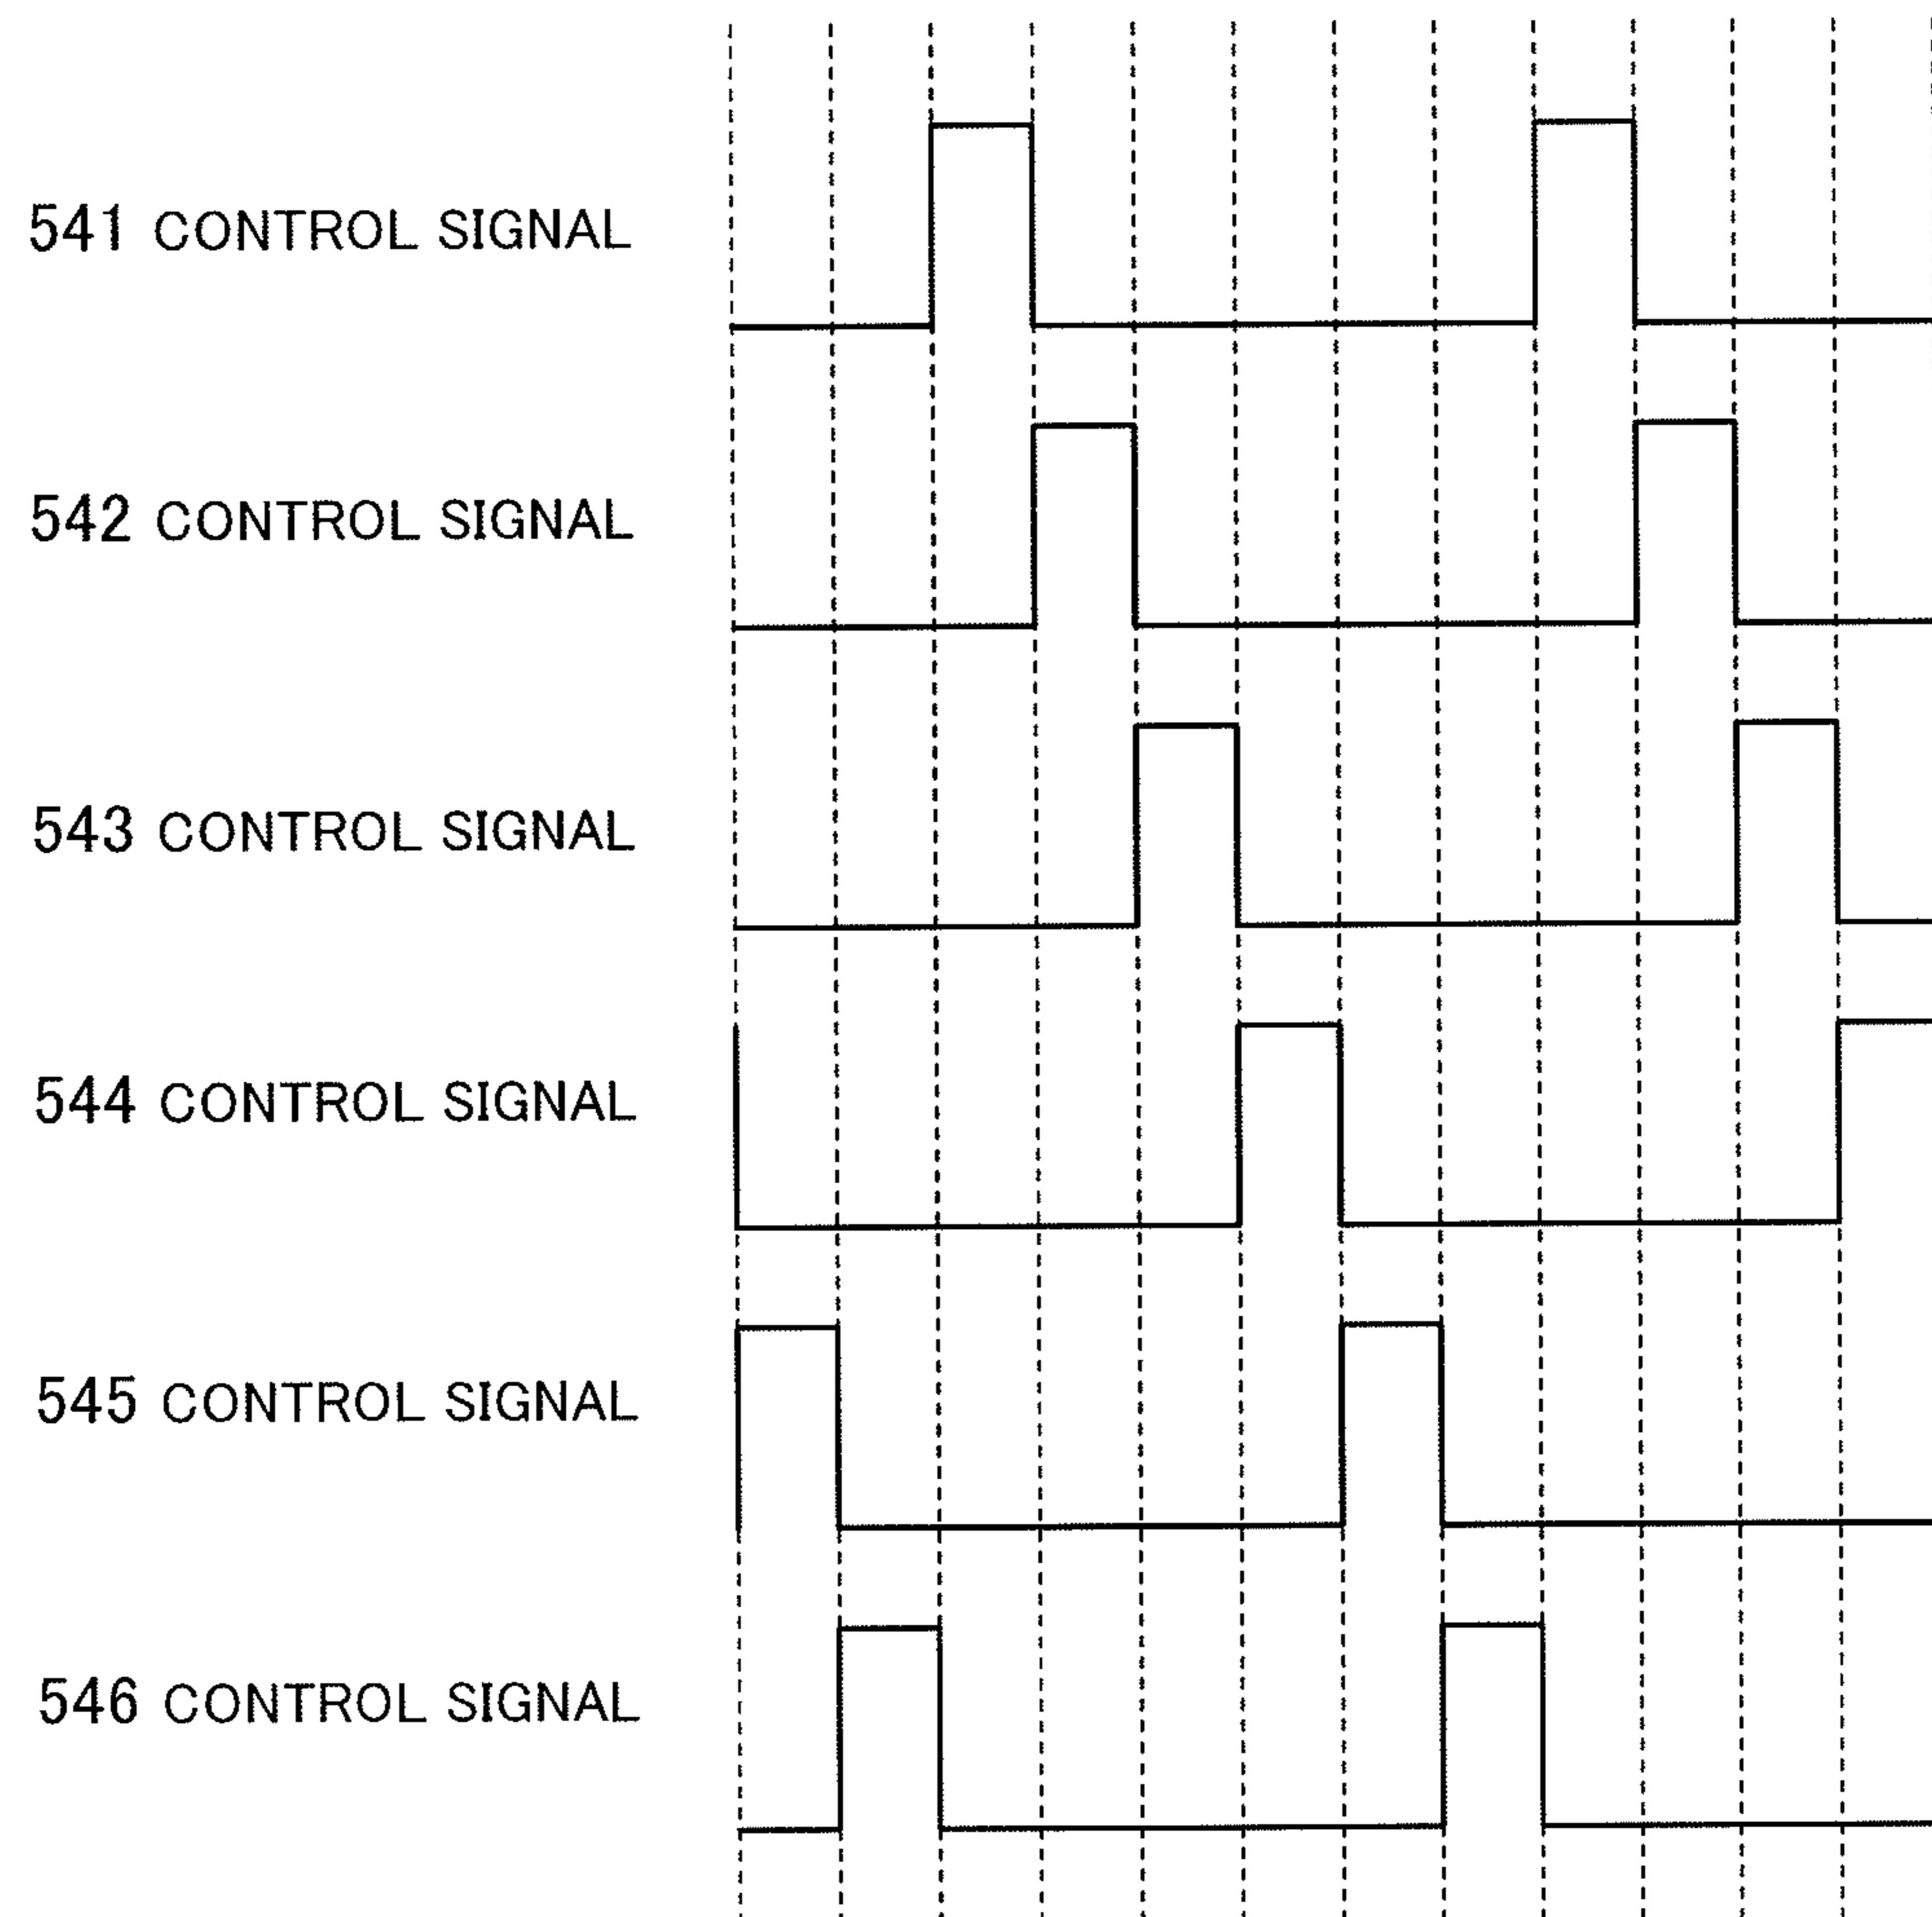 541 CONTROL SIGNAL
542 CONTROL SIGNAL
543 CONTROL SIGNAL
544 CONTROL SIGNAL
545 CONTROL SIGNAL
546 CONTROL SIGNAL